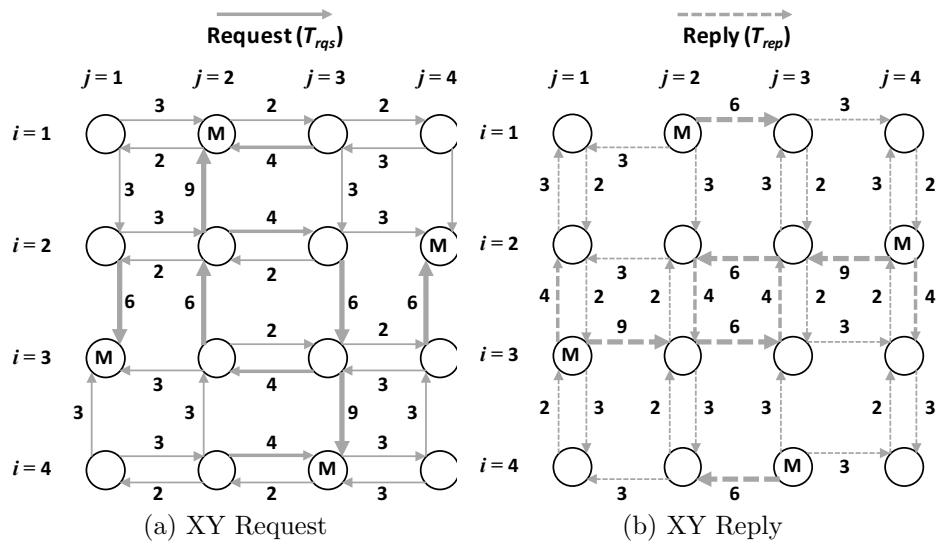 Request (Trqs)
Reply (Trep)
j = 1 j = 2 j = 3 j = 4
j = 1 j = 2 j = 3 j = 4
3 2 2
6 3
i = 1 M
i = 1 M
2 4 3
3
3 9 3
3 2 3 3 2 3 2
3 4 3
i = 2 M
i = 2 M
2 2
3 6 9
6 6 6 6
4 2 2 4 4 2 2 4
2 2
9 6 3
i = 3 M
i = 3 M
3 4 3
3 3 9 3
2 3 2 3 3 2 3
3 4 3
i = 4 M
i = 4 M
2 2 3
3 6 3
(a) XY Request
(b) XY Reply